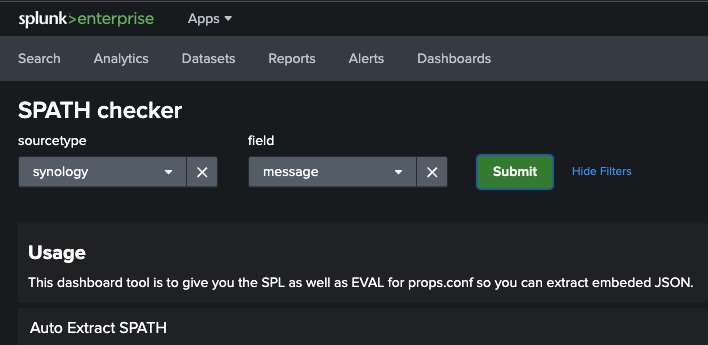 splunk>enterprise Apps
Search Analytics Datasets Reports Alerts Dashboards
SPATH checker
sourcetype field
synology message Submit Hide Filters
Usage
This dashboard tool is to give you the SPL as well as EVAL for props.conf so you can extract embeded JSON.
Auto Extract SPATH